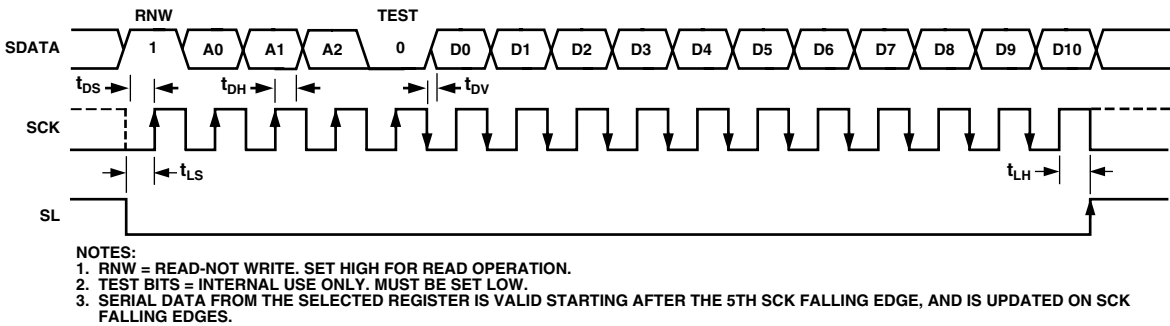 RNW TEST
SDATA 1 A0 A1 A2 0 D0 D1 D2 D3 D4 D5 D6 D7 D8 D9 D10
tDS tDH tDV
SCK
tLS tLH
SL
NOTES:
1. RNW = READ-NOT WRITE. SET HIGH FOR READ OPERATION.
2. TEST BITS = INTERNAL USE ONLY. MUST BE SET LOW.
3. SERIAL DATA FROM THE SELECTED REGISTER IS VALID STARTING AFTER THE 5TH SCK FALLING EDGE, AND IS UPDATED ON SCK
FALLING EDGES.